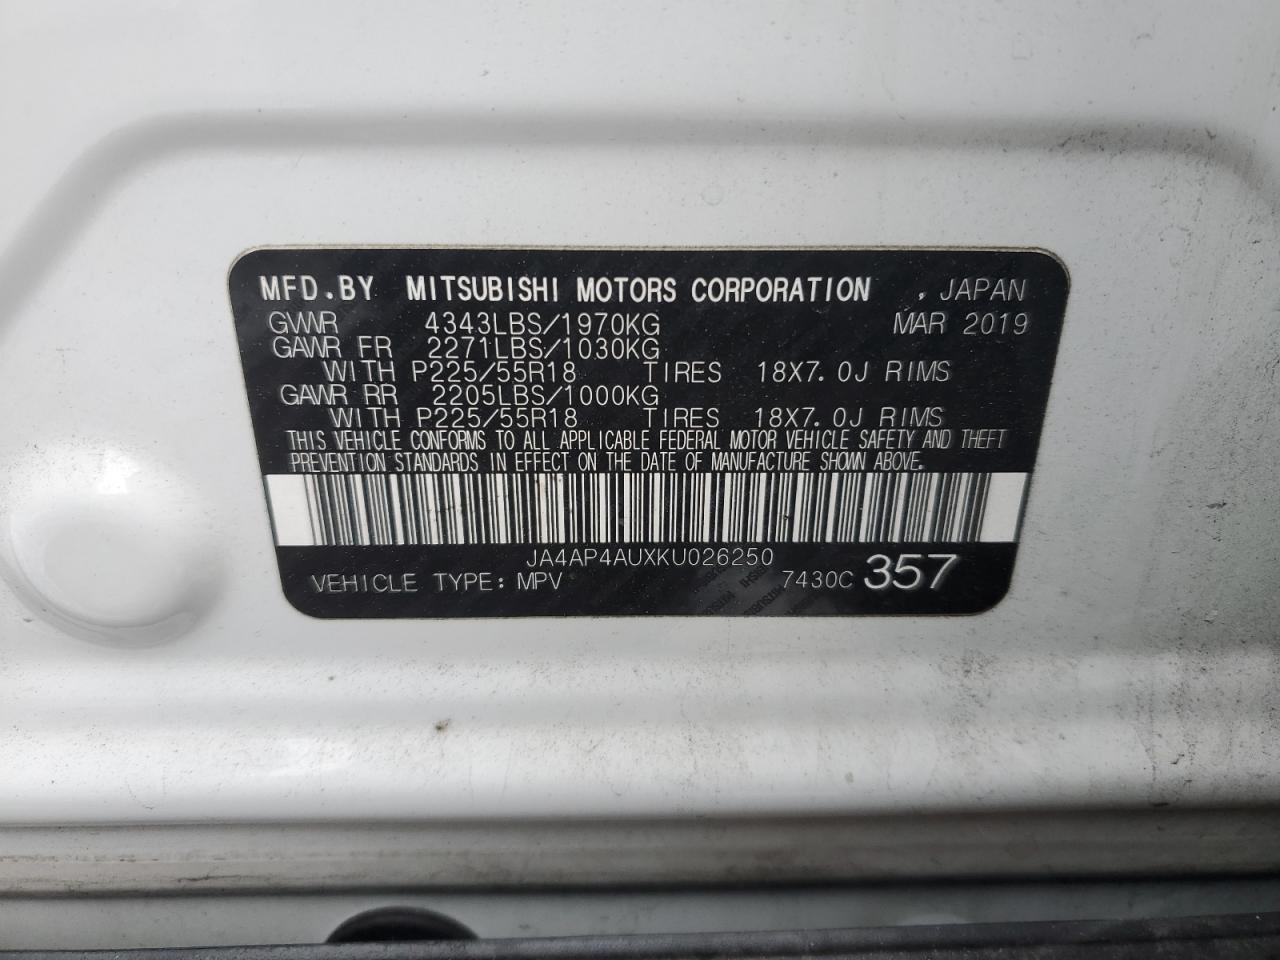 MFD.BY MITSUBISHI MOTORS CORPORATION , JAPAN
GVWR 4343LBS/1970KG MAR 2019
GAWR FR 2271LBS/1030KG
WITH P225/55R18 TIRES 18X7.0J RIMS
GAWR RR 2205LBS/1000KG
WITH P225/55R18 TIRES 18X7.0J RIMS
THIS VEHICLE CONFORMS TO ALL APPLICABLE FEDERAL MOTOR VEHICLE SAFETY AND THEFT
PREVENTION STANDARDS IN EFFECT ON THE DATE OF MANUFACTURE SHOWN ABOVE.
JA4AP4AUXKU026250
VEHICLE TYPE: MPV 7430C 357